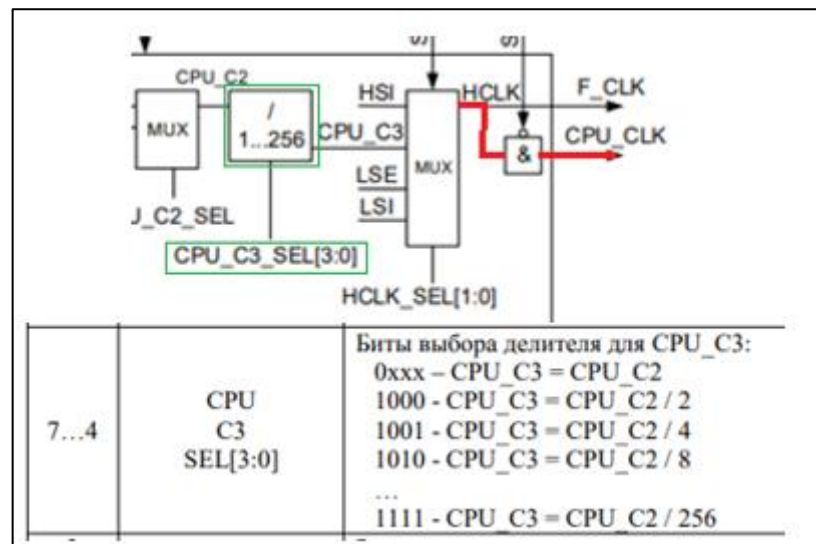 CPU_C2
HSI
HCLK
F_CLK
MUX
/
1...256
CPU_C3
MUX
&
CPU_CLK
LSE
LSI
J_C2_SEL
CPU_C3_SEL[3:0]
HCLK_SEL[1:0]
7…4
CPU
C3
SEL[3:0]
Биты выбора делителя для CPU_C3:
0xxx – CPU_C3 = CPU_C2
1000 - CPU_C3 = CPU_C2 / 2
1001 - CPU_C3 = CPU_C2 / 4
1010 - CPU_C3 = CPU_C2 / 8
…
1111 - CPU_C3 = CPU_C2 / 256